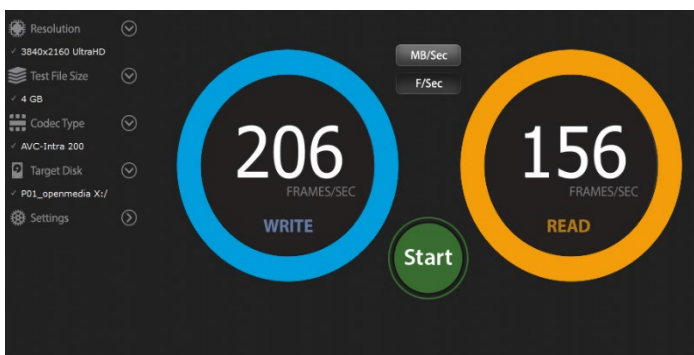 Resolution
✓ 3840x2160 UltraHD
Test File Size
✓ 4 GB
Codec Type
✓ AVC-Intra 200
Target Disk
✓ P01_openmedia X:/
Settings
MB/Sec
F/Sec
206
FRAMES/SEC
WRITE
156
FRAMES/SEC
READ
Start